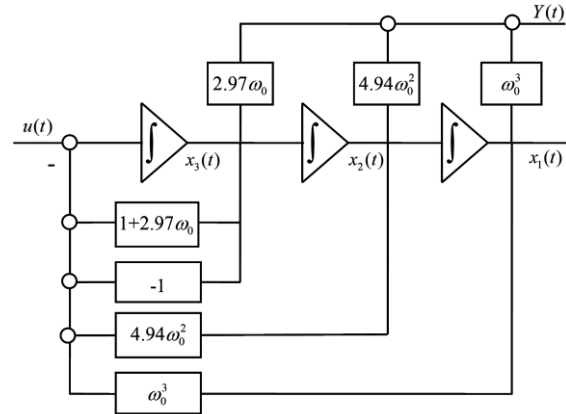 Y(t)
2.97ω₀ 4.94ω₀² ω₀³
u(t)
-
∫ ∫ ∫
x₃(t) x₂(t) x₁(t)
1+2.97ω₀
-1
4.94ω₀²
ω₀³